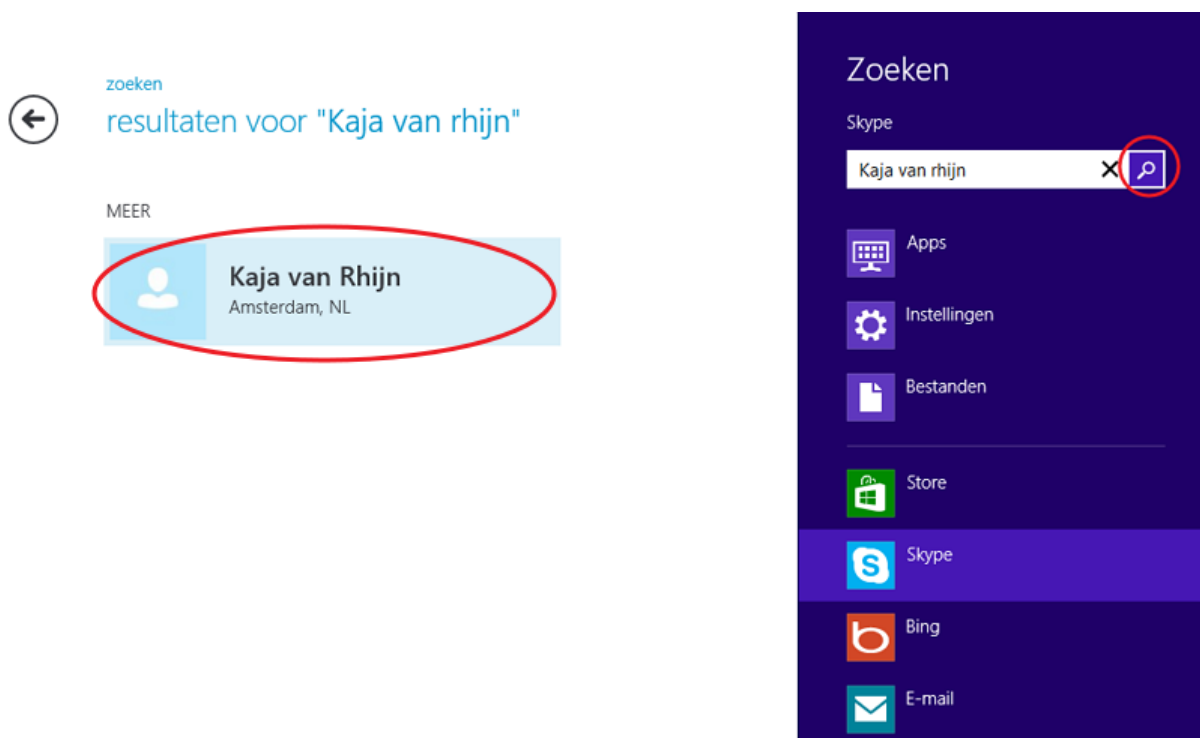 zoeken
resultaten voor "Kaja van rhijn"
MEER
Kaja van Rhijn
Amsterdam, NL
Zoeken
Skype
Kaja van rhijn
Apps
Instellingen
Bestanden
Store
Skype
Bing
E-mail